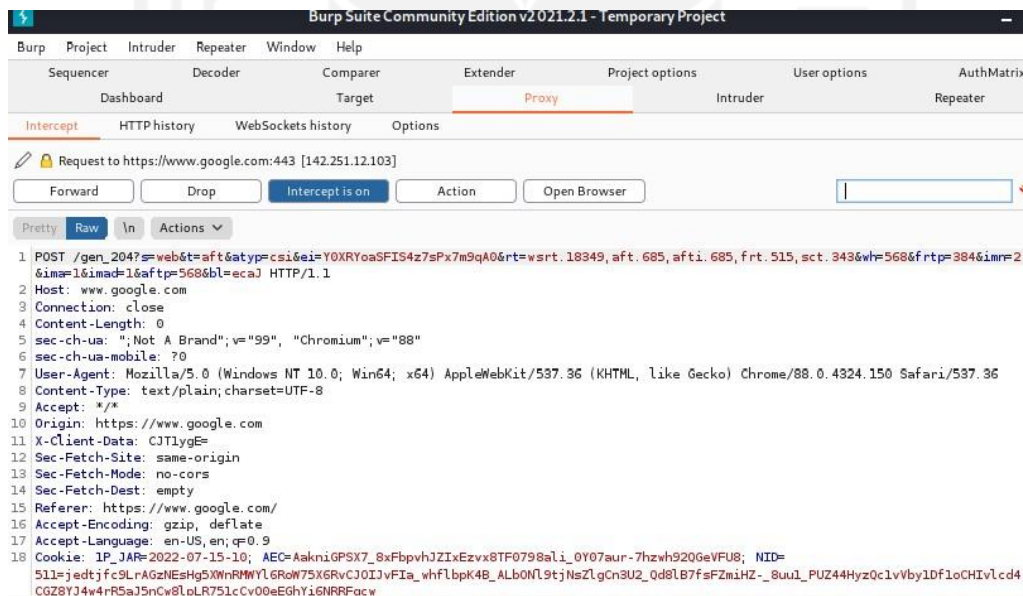 Burp Suite Community Edition v2021.2.1 - Temporary Project
Burp Project Intruder Repeater Window Help
Sequencer Decoder Comparer Extender Project options User options AuthMatrix
Dashboard Target Proxy Intruder Repeater
Intercept HTTP history WebSockets history Options
Request to https://www.google.com:443 [142.251.12.103]
Forward Drop Intercept is on Action Open Browser
Pretty Raw \n Actions
1 POST /gen_204?s=web&t=aft&atyp=csi&ei=Y0XRYoaSFIS4z7sPx7m9qA0&rt=wsrt.18349,aft.685,afti.685,frt.515,sct.343&wh=568&frtp=384&imn=2
&ima=1&imad=1&aftp=568&bl=ecaJ HTTP/1.1
2 Host: www.google.com
3 Connection: close
4 Content-Length: 0
5 sec-ch-ua: ";Not A Brand";v="99", "Chromium";v="88"
6 sec-ch-ua-mobile: ?0
7 User-Agent: Mozilla/5.0 (Windows NT 10.0; Win64; x64) AppleWebKit/537.36 (KHTML, like Gecko) Chrome/88.0.4324.150 Safari/537.36
8 Content-Type: text/plain;charset=UTF-8
9 Accept: */*
10 Origin: https://www.google.com
11 X-Client-Data: CJTlygE=
12 Sec-Fetch-Site: same-origin
13 Sec-Fetch-Mode: no-cors
14 Sec-Fetch-Dest: empty
15 Referer: https://www.google.com/
16 Accept-Encoding: gzip, deflate
17 Accept-Language: en-US,en;q=0.9
18 Cookie: 1P_JAR=2022-07-15-10; AEC=AakniGPSX7_8xFbpvhJZIxEzvx8TF0798ali_0Y07aur-7hzwh92QGeVFU8; NID=
511=jedtjfc9LrAGzNEsHg5XWnRMWYl6RoW75X6RvCJOIJvFIa_whflbpK4B_ALbONl9tjNsZlgCn3U2_Qd8lB7fsFZmiHZ-_8uu1_PUZ44HyzQc1vVby1Df1oCHIvlcd4
CGZ8YJ4w4rR5aJ5nCw8lpLR751cCvO0eEGhYi6NRRFqcw